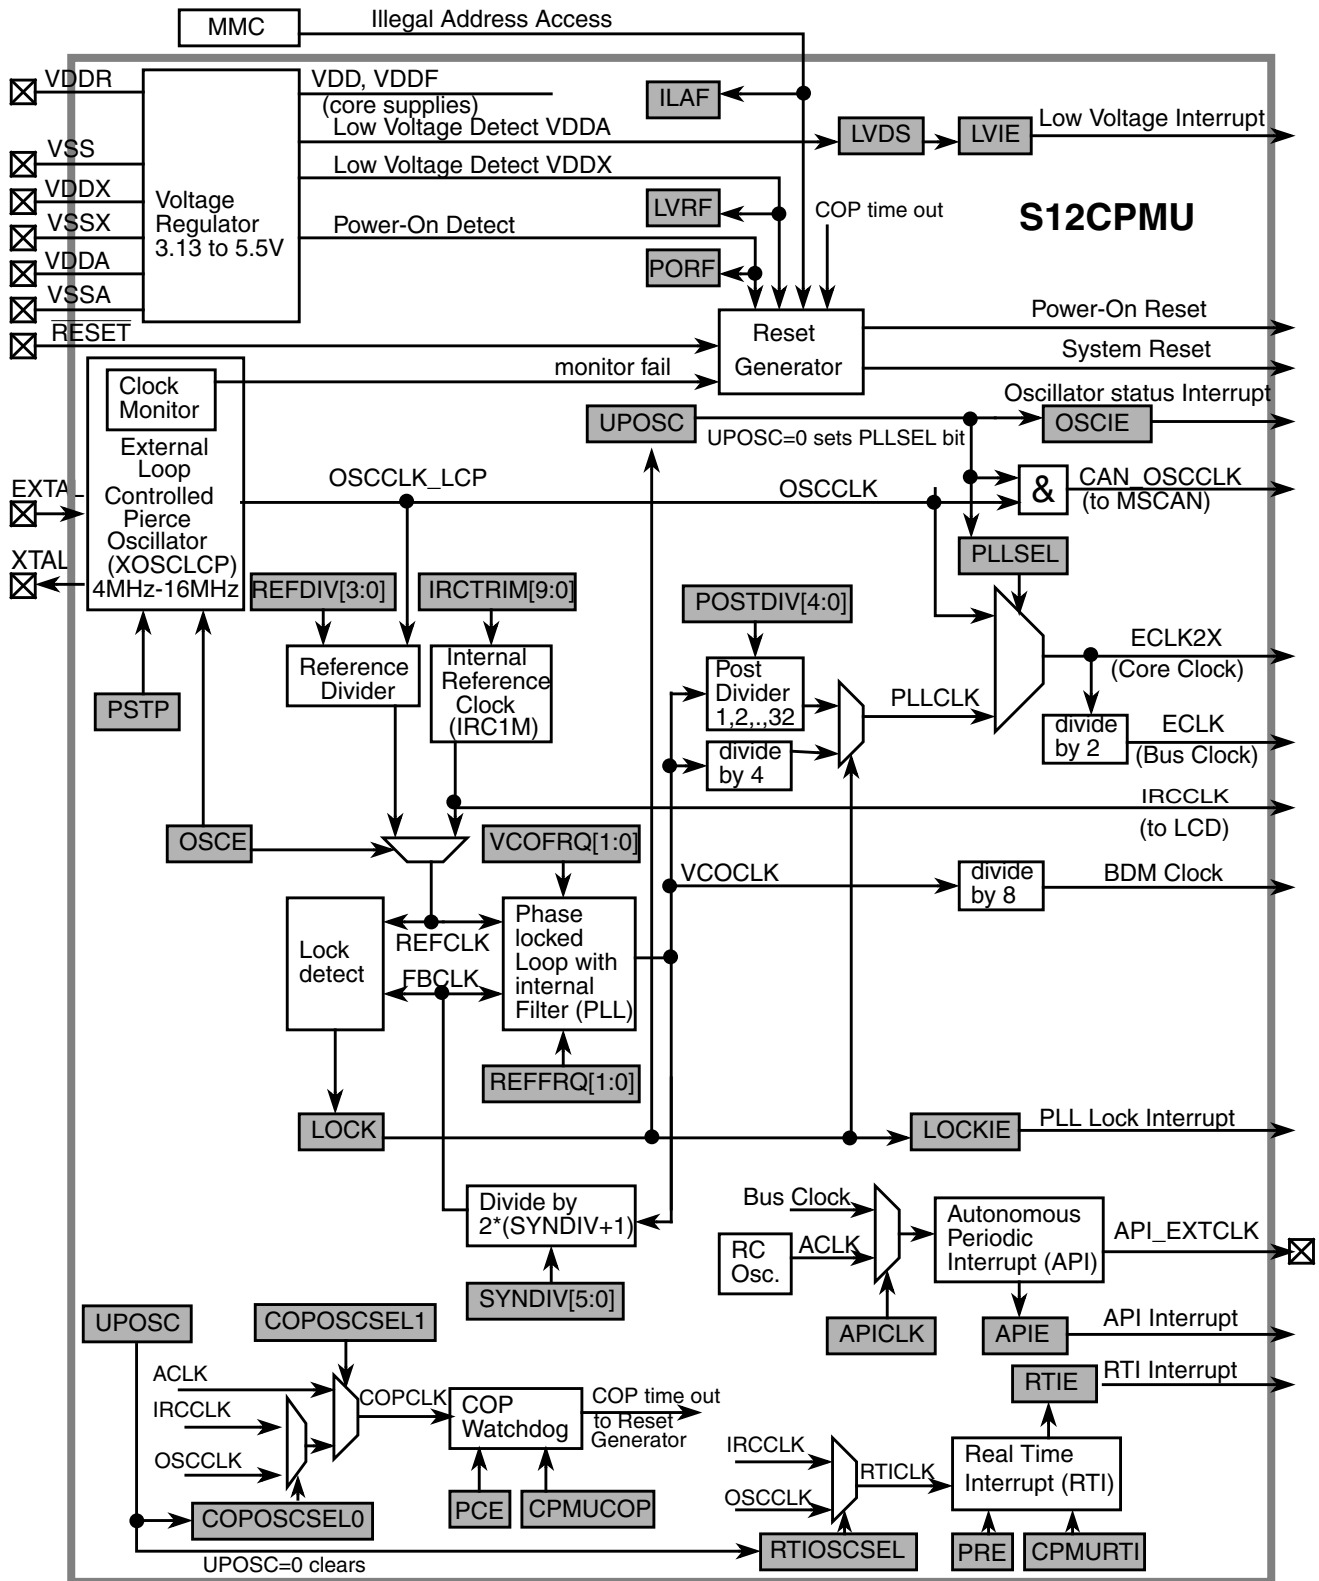 MMC
Illegal Address Access
VDDR
VDD, VDDF
(core supplies)
ILAF
Low Voltage Detect VDDA
LVDS
LVIE
Low Voltage Interrupt
VSS
Low Voltage Detect VDDX
VDDX
Voltage
Regulator
3.13 to 5.5V
LVRF
COP time out
S12CPMU
VSSX
Power-On Detect
VDDA
PORF
VSSA
RESET
Reset
Generator
Power-On Reset
System Reset
monitor fail
Clock
Monitor
Oscillator status Interrupt
UPOSC
OSCIE
UPOSC=0 sets PLLSEL bit
External
Loop
Controlled
Pierce
Oscillator
(XOSCLCP)
4MHz-16MHz
EXTAL
XTAL
OSCCLK_LCP
OSCCLK
&
CAN_OSCCLK
(to MSCAN)
PLLSEL
REFDIV[3:0]
IRCTRIM[9:0]
POSTDIV[4:0]
Reference
Divider
Internal
Reference
Clock
(IRC1M)
Post
Divider
1,2,.,32
PLLCLK
ECLK2X
(Core Clock)
PSTP
divide
by 4
divide
by 2
ECLK
(Bus Clock)
IRCCLK
(to LCD)
OSCE
VCOFRQ[1:0]
VCOCLK
divide
by 8
BDM Clock
Lock
detect
REFCLK
FBCLK
Phase
locked
Loop with
internal
Filter (PLL)
REFFRQ[1:0]
LOCK
LOCKIE
PLL Lock Interrupt
Divide by
2*(SYNDIV+1)
SYNDIV[5:0]
Bus Clock
RC
Osc.
ACLK
Autonomous
Periodic
Interrupt (API)
API_EXTCLK
APICLK
APIE
API Interrupt
UPOSC
COPOSCSEL1
RTIE
RTI Interrupt
ACLK
IRCCLK
OSCCLK
COPCLK
COP
Watchdog
COP time out
to Reset
Generator
COPOSCSEL0
PCE
CPMUCOP
IRCCLK
OSCCLK
RTICLK
Real Time
Interrupt (RTI)
RTIOSCSEL
PRE
CPMURTI
UPOSC=0 clears